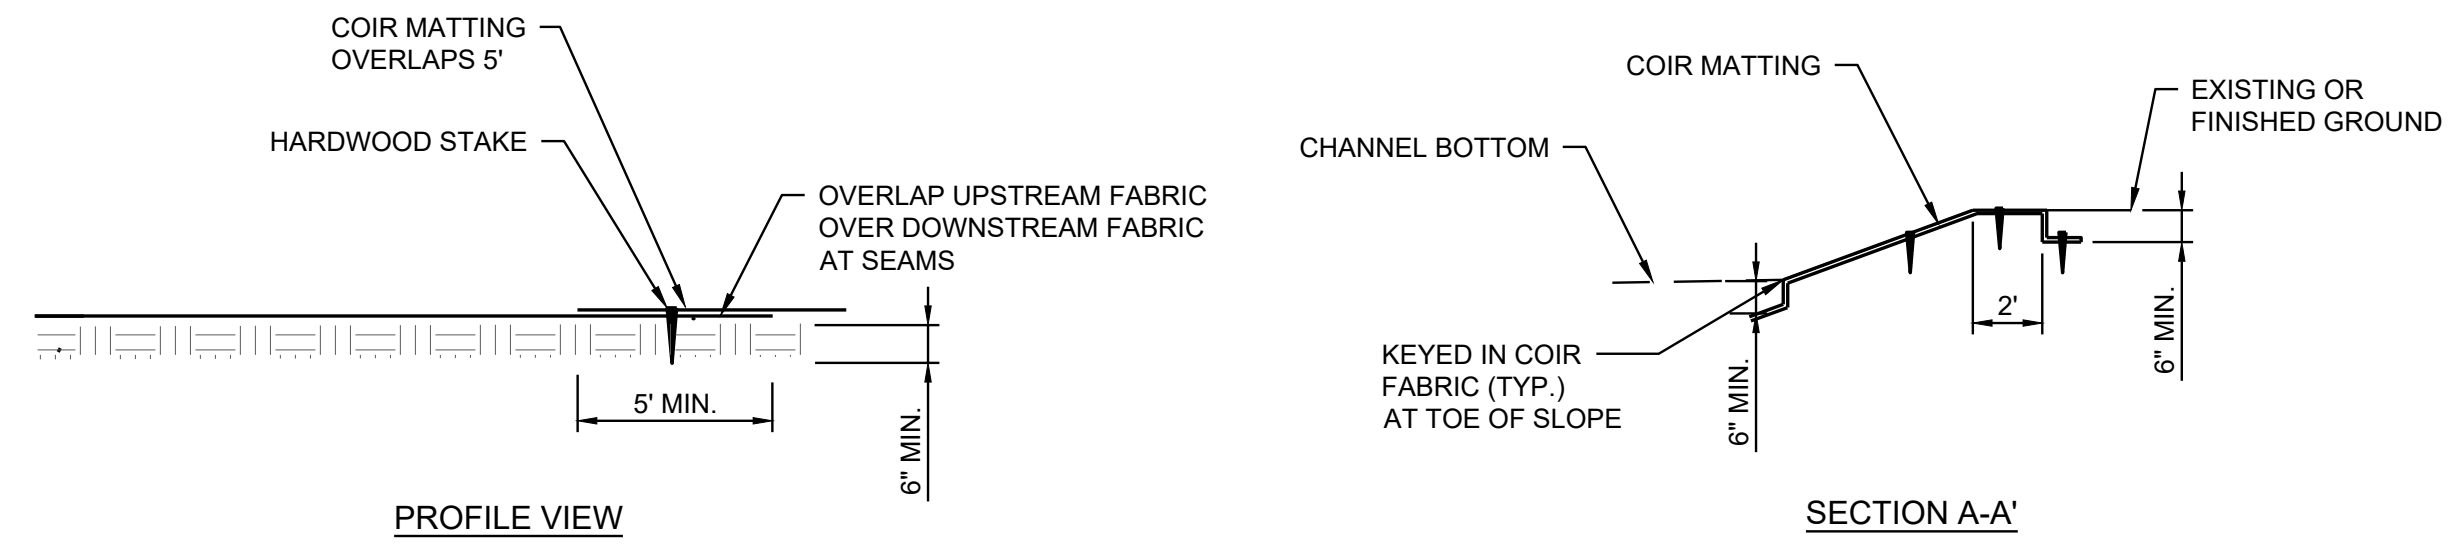 COIR MATTING
OVERLAPS 5'
HARDWOOD STAKE
OVERLAP UPSTREAM FABRIC
OVER DOWNSTREAM FABRIC
AT SEAMS
5' MIN.
6" MIN.
PROFILE VIEW
COIR MATTING
EXISTING OR
FINISHED GROUND
CHANNEL BOTTOM
2'
6" MIN.
KEYED IN COIR
FABRIC (TYP.)
AT TOE OF SLOPE
6" MIN.
SECTION A-A'